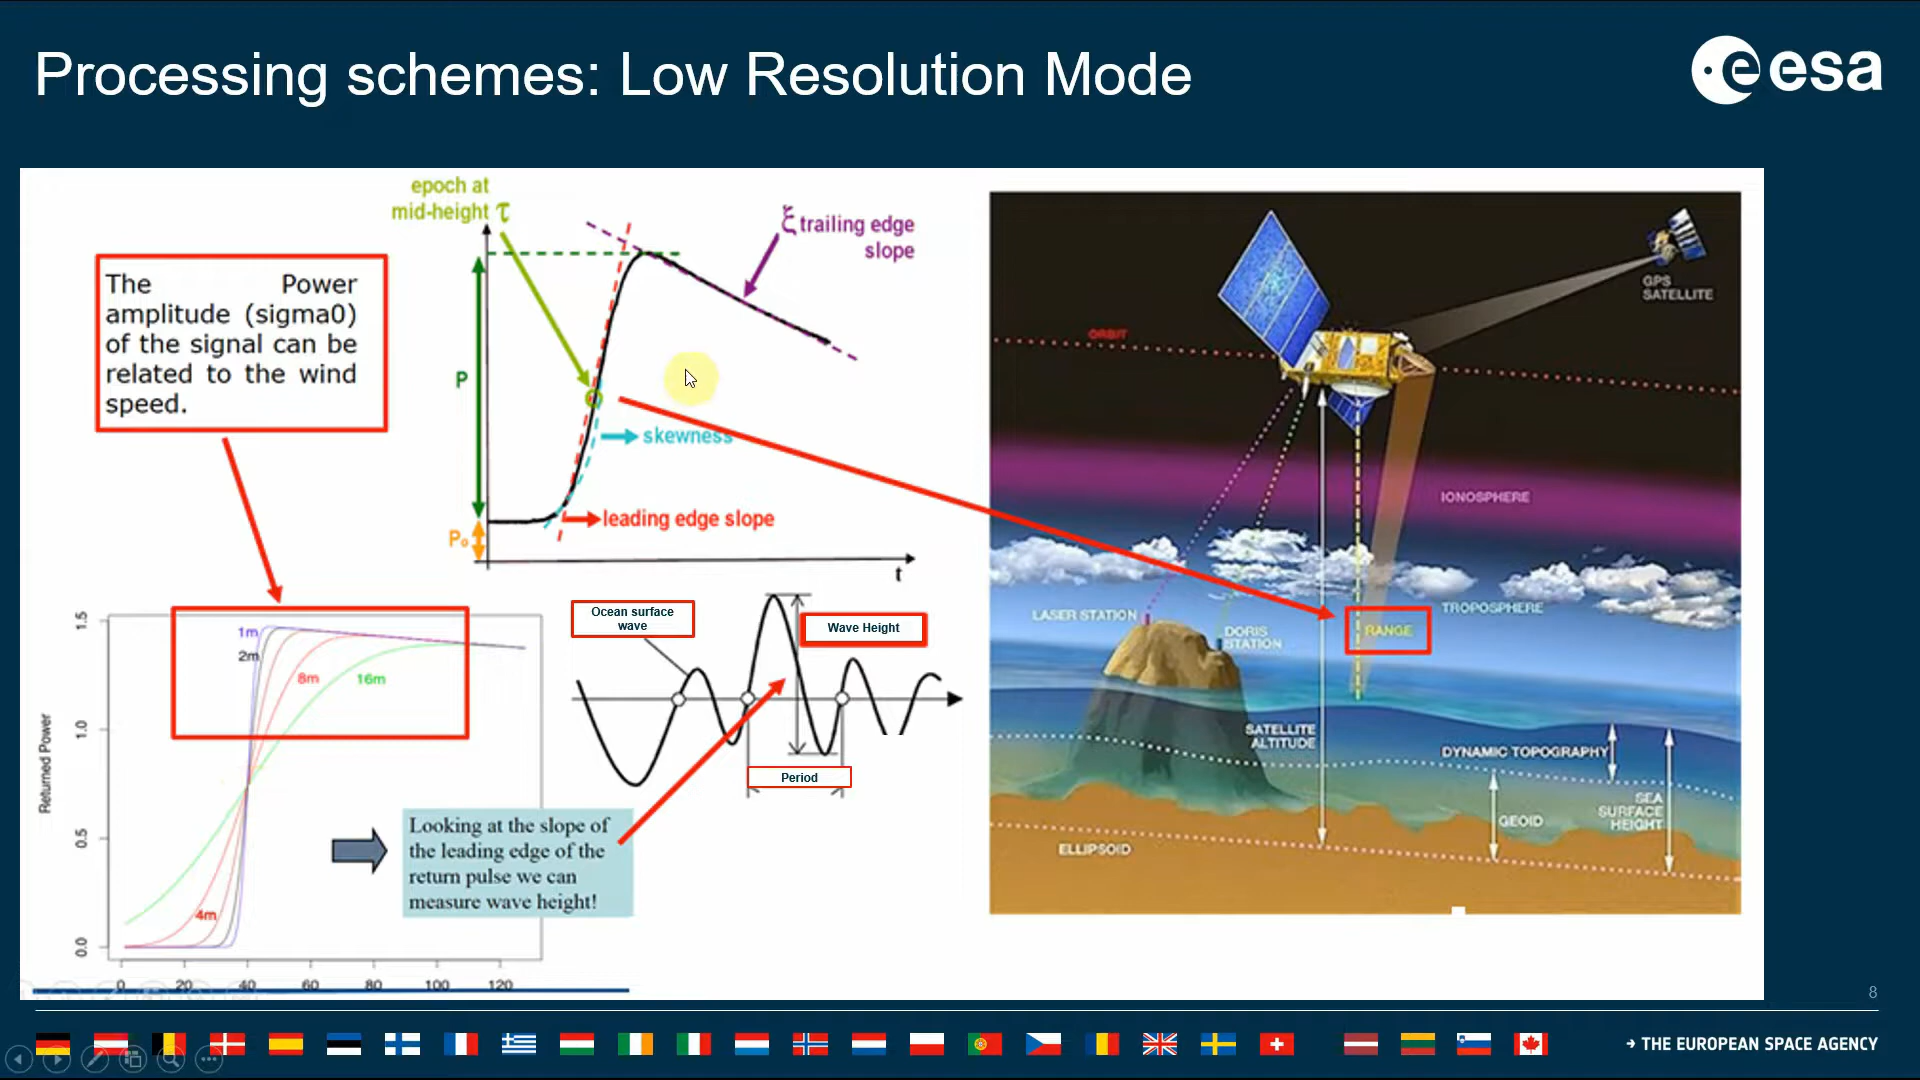 Processing schemes: Low Resolution Mode
esa
The Power
amplitude (sigma0)
of the signal can be
related to the wind
speed.
epoch at
mid-height τ
ξ trailing edge
slope
P
skewness
leading edge slope
P₀
t
1.5
1.0
0.5
0.0
Returned Power
1m
2m
8m
16m
4m
0
20
40
60
80
100
120
Ocean surface
wave
Wave Height
Period
Looking at the slope of
the leading edge of the
return pulse we can
measure wave height!
GPS
SATELLITE
ORBIT
IONOSPHERE
TROPOSPHERE
LASER STATION
DORIS
STATION
RANGE
SATELLITE
ALTITUDE
DYNAMIC TOPOGRAPHY
SEA
SURFACE
HEIGHT
GEOID
ELLIPSOID
8
→ THE EUROPEAN SPACE AGENCY